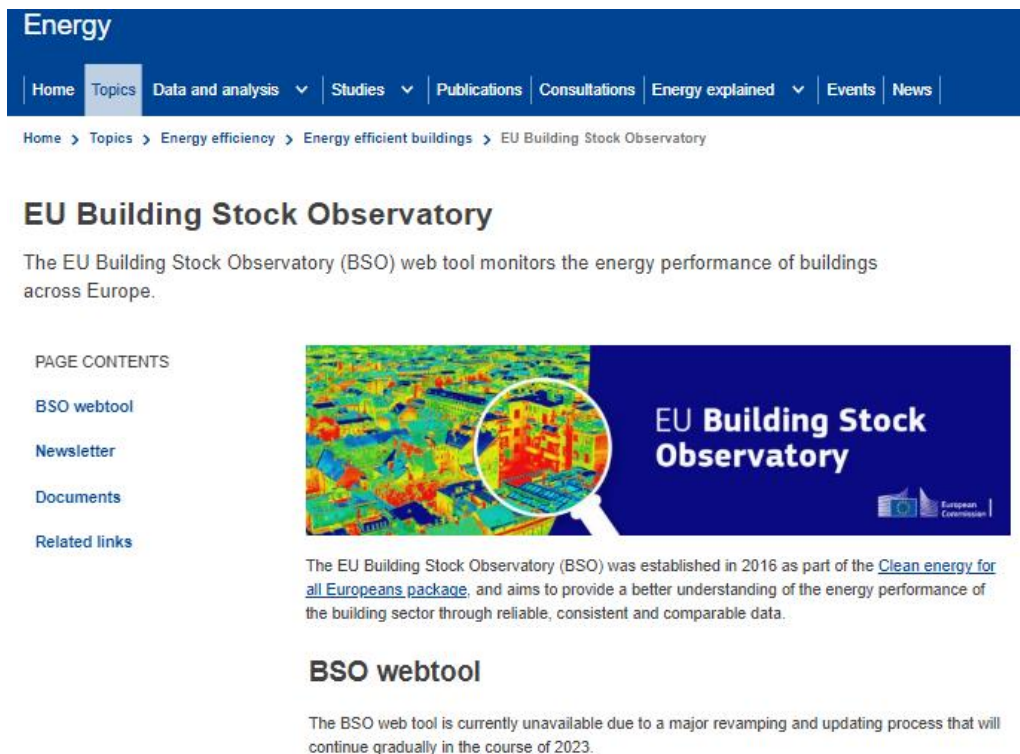 Energy
Home Topics Data and analysis Studies Publications Consultations Energy explained Events News
Home > Topics > Energy efficiency > Energy efficient buildings > EU Building Stock Observatory
EU Building Stock Observatory
The EU Building Stock Observatory (BSO) web tool monitors the energy performance of buildings
across Europe.
PAGE CONTENTS
BSO webtool
Newsletter
Documents
Related links
EU Building Stock
Observatory
European
Commission
The EU Building Stock Observatory (BSO) was established in 2016 as part of the Clean energy for
all Europeans package, and aims to provide a better understanding of the energy performance of
the building sector through reliable, consistent and comparable data.
BSO webtool
The BSO web tool is currently unavailable due to a major revamping and updating process that will
continue gradually in the course of 2023.